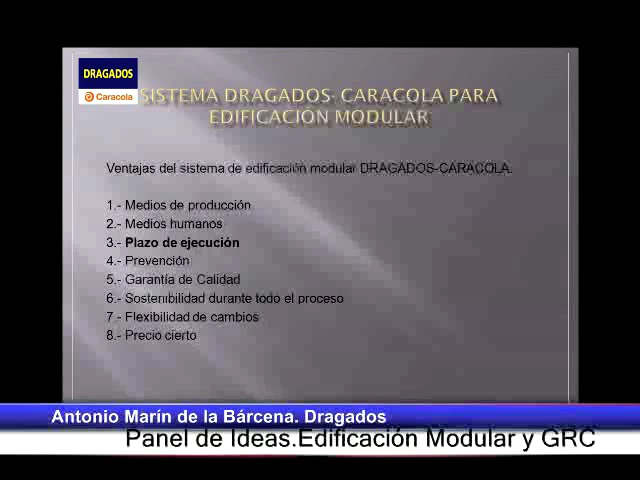 DRAGADOS
Caracola
SISTEMA DRAGADOS- CARACOLA PARA
EDIFICACIÓN MODULAR
Ventajas del sistema de edificación modular DRAGADOS-CARACOLA.
1.- Medios de producción
2.- Medios humanos
3.- Plazo de ejecución
4.- Prevención
5.- Garantía de Calidad
6.- Sostenibilidad durante todo el proceso
7.- Flexibilidad de cambios
8.- Precio cierto
Antonio Marín de la Bárcena. Dragados
Panel de Ideas.Edificación Modular y GRC